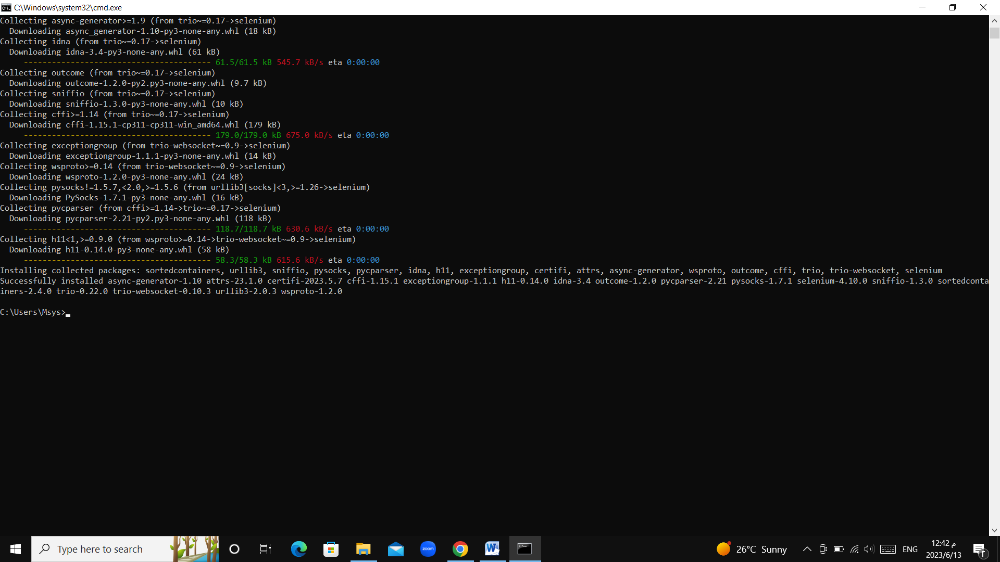 C:\Windows\system32\cmd.exe
Collecting async-generator>=1.9 (from trio~=0.17->selenium)
  Downloading async_generator-1.10-py3-none-any.whl (18 kB)
Collecting idna (from trio~=0.17->selenium)
  Downloading idna-3.4-py3-none-any.whl (61 kB)
     ---------------------------------------- 61.5/61.5 kB 545.7 kB/s eta 0:00:00
Collecting outcome (from trio~=0.17->selenium)
  Downloading outcome-1.2.0-py2.py3-none-any.whl (9.7 kB)
Collecting sniffio (from trio~=0.17->selenium)
  Downloading sniffio-1.3.0-py3-none-any.whl (10 kB)
Collecting cffi>=1.14 (from trio~=0.17->selenium)
  Downloading cffi-1.15.1-cp311-cp311-win_amd64.whl (179 kB)
     ---------------------------------------- 179.0/179.0 kB 675.0 kB/s eta 0:00:00
Collecting exceptiongroup (from trio-websocket~=0.9->selenium)
  Downloading exceptiongroup-1.1.1-py3-none-any.whl (14 kB)
Collecting wsproto>=0.14 (from trio-websocket~=0.9->selenium)
  Downloading wsproto-1.2.0-py3-none-any.whl (24 kB)
Collecting pysocks!=1.5.7,<2.0,>=1.5.6 (from urllib3[socks]<3,>=1.26->selenium)
  Downloading PySocks-1.7.1-py3-none-any.whl (16 kB)
Collecting pycparser (from cffi>=1.14->trio~=0.17->selenium)
  Downloading pycparser-2.21-py2.py3-none-any.whl (118 kB)
     ---------------------------------------- 118.7/118.7 kB 630.6 kB/s eta 0:00:00
Collecting h11<1,>=0.9.0 (from wsproto>=0.14->trio-websocket~=0.9->selenium)
  Downloading h11-0.14.0-py3-none-any.whl (58 kB)
     ---------------------------------------- 58.3/58.3 kB 615.6 kB/s eta 0:00:00
Installing collected packages: sortedcontainers, urllib3, sniffio, pysocks, pycparser, idna, h11, exceptiongroup, certifi, attrs, async-generator, wsproto, outcome, cffi, trio, trio-websocket, selenium
Successfully installed async-generator-1.10 attrs-23.1.0 certifi-2023.5.7 cffi-1.15.1 exceptiongroup-1.1.1 h11-0.14.0 idna-3.4 outcome-1.2.0 pycparser-2.21 pysocks-1.7.1 selenium-4.10.0 sniffio-1.3.0 sortedconta
iners-2.4.0 trio-0.22.0 trio-websocket-0.10.3 urllib3-2.0.3 wsproto-1.2.0
C:\Users\Msys>
Type here to search
zoom
26°C Sunny
ENG
12:42 م
2023/6/13
٢